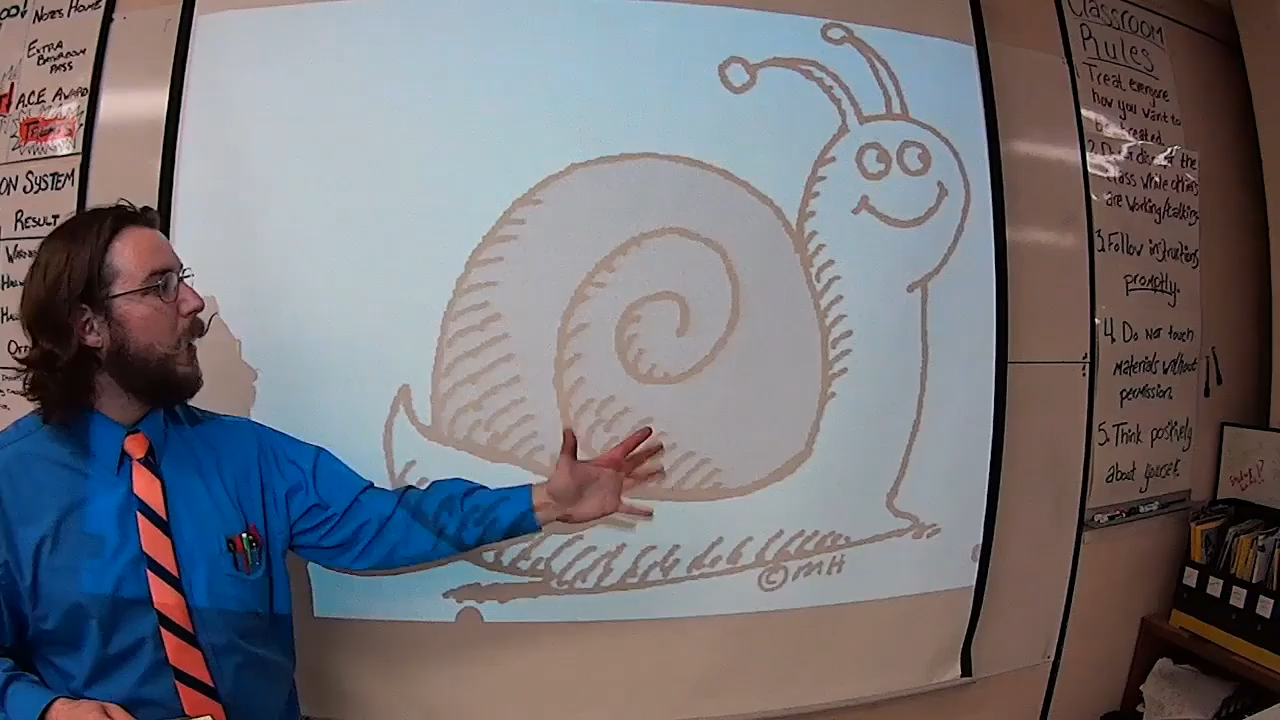 Notes Home
Extra
Bathroom
Pass
ACE Award
ON System
Result
© MH
Classroom
Rules
Treat everyone
how you want to
be treated.
class while others
are working/talking
3. Follow instructions
promptly.
4. Do not touch
materials without
permission.
5. Think positively
about yourself.